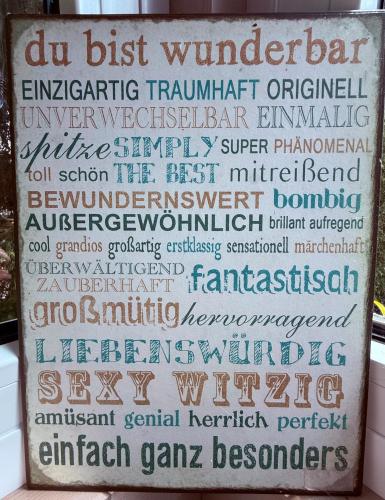 du bist wunderbar
EINZIGARTIG TRAUMHAFT ORIGINELL
UNVERWECHSELBAR EINMALIG
spitze SIMPLY SUPER PHÄNOMENAL
toll schön THE BEST mitreißend
BEWUNDERNSWERT bombig
AUßERGEWÖHNLICH brillant aufregend
cool grandios großartig erstklassig sensationell märchenhaft
ÜBERWÄLTIGEND fantastisch
ZAUBERHAFT
großmütig hervorragend
LIEBENSWÜRDIG
SEXY WITZIG
amüsant genial herrlich perfekt
einfach ganz besonders